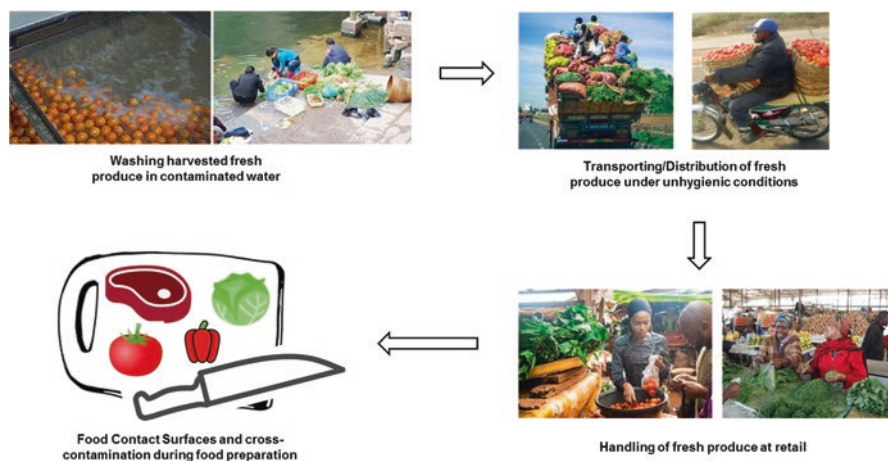 Washing harvested fresh
produce in contaminated water
Transporting/Distribution of fresh
produce under unhygienic conditions
Food Contact Surfaces and cross-
contamination during food preparation
Handling of fresh produce at retail